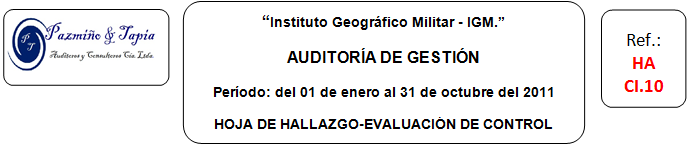 Pazmiño & Tapia
PT
Auditores y Consultores Cía. Ltda.
“Instituto Geográfico Militar - IGM.”
AUDITORÍA DE GESTIÓN
Período: del 01 de enero al 31 de octubre del 2011
HOJA DE HALLAZGO-EVALUACIÓN DE CONTROL
Ref.:
HA
CI.10